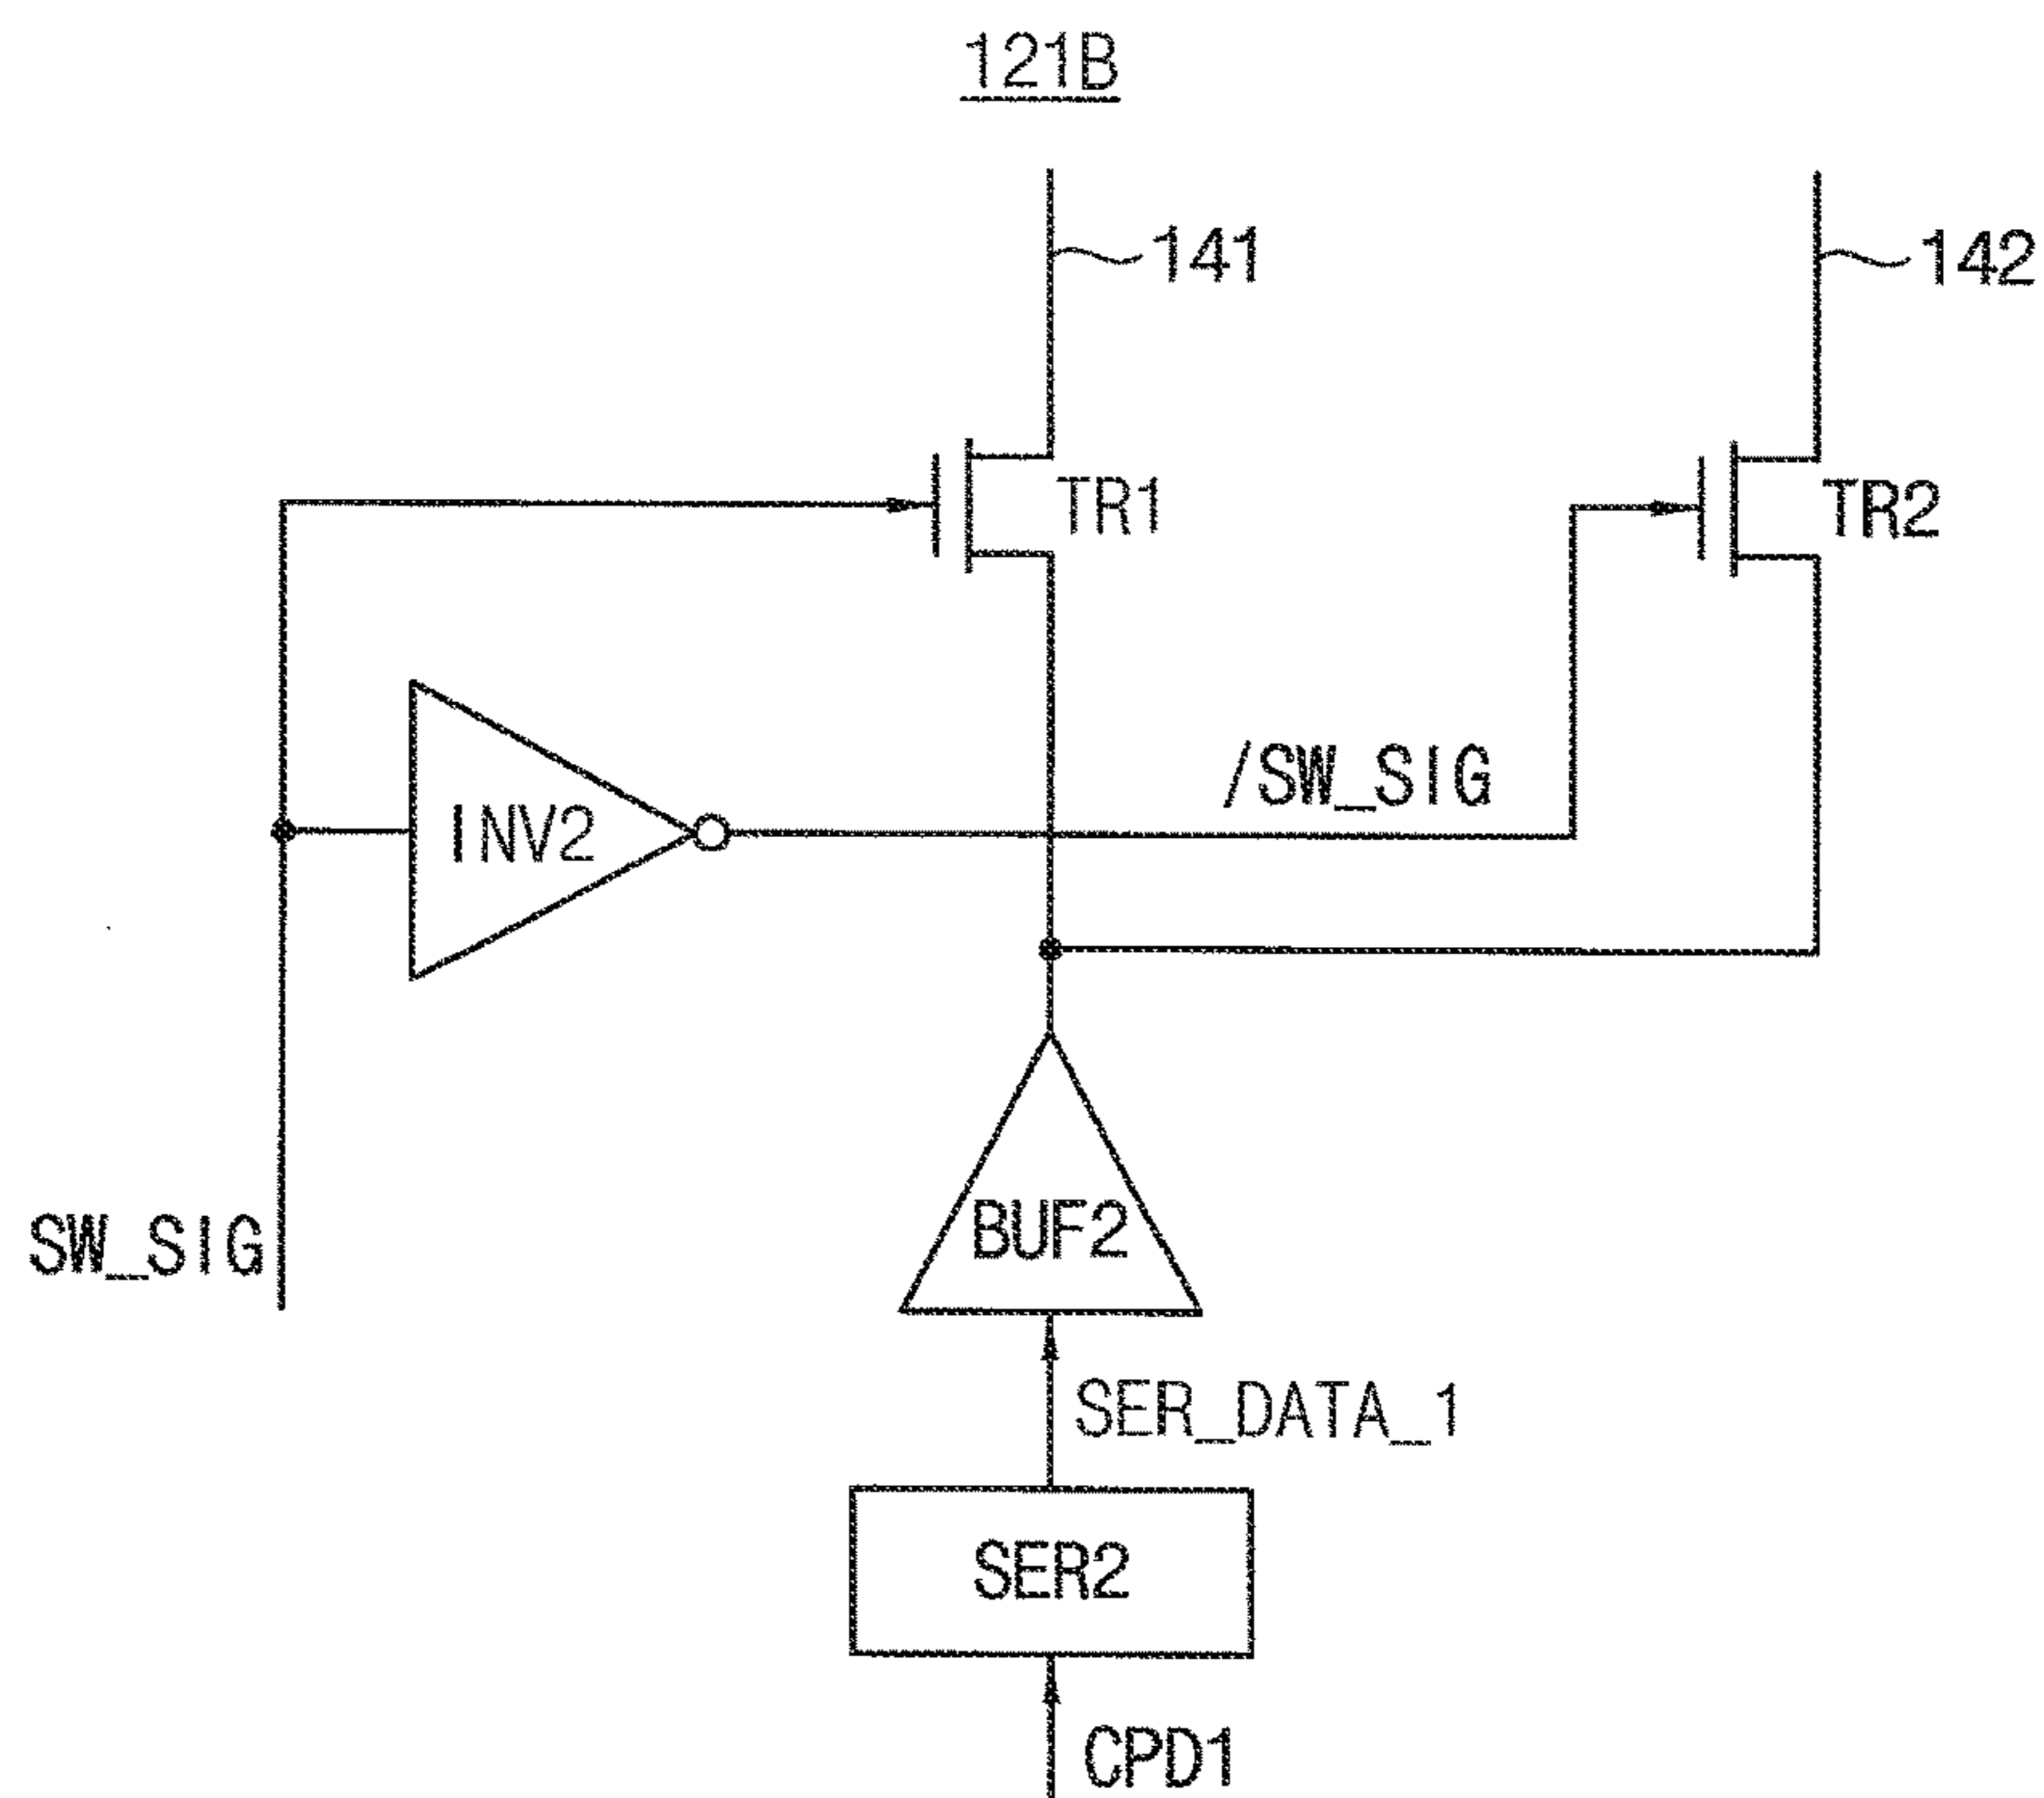 121B
141
142
TR1
TR2
/SW_SIG
INV2
BUF2
SW_SIG
SER_DATA_1
SER2
CPD1